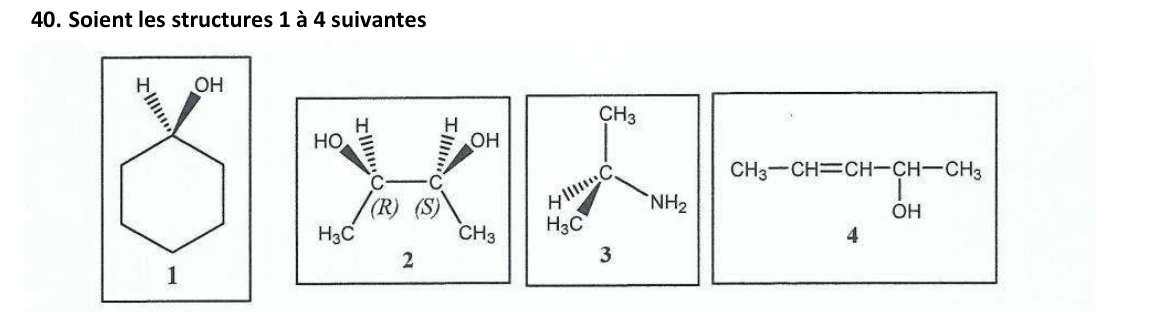 40. Soient les structures 1 à 4 suivantes
H OH
1
HO H H OH
C C
(R) (S)
H₃C CH₃
2
CH₃
C
H NH₂
H₃C
3
CH₃—CH=CH—CH—CH₃
OH
4